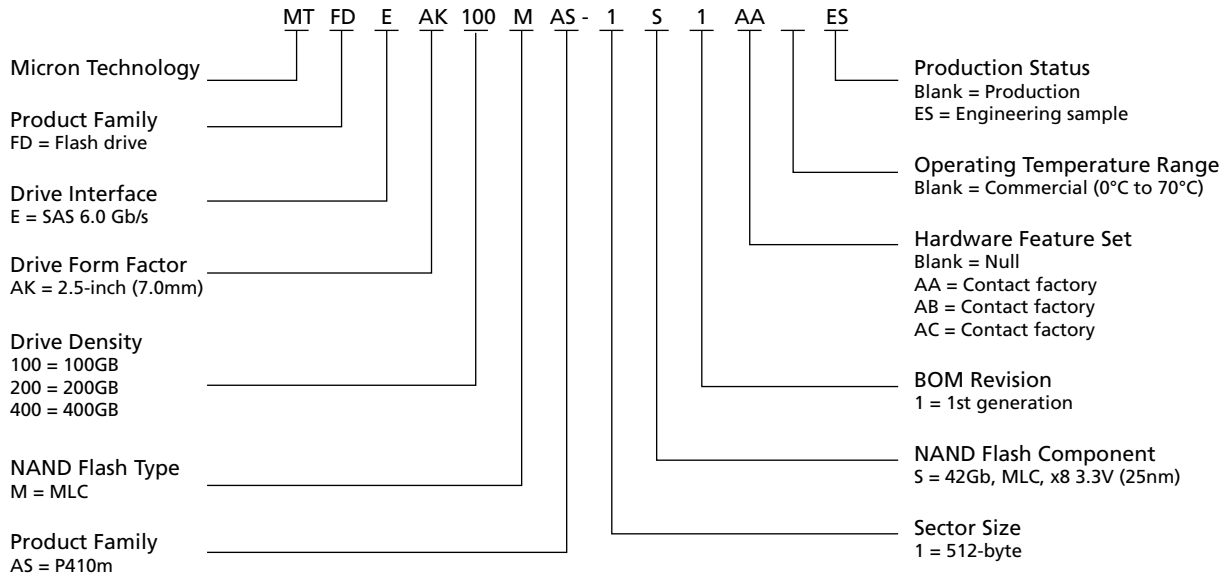 MT FD E AK 100 M AS - 1 S 1 AA ES
Micron Technology
Product Family
FD = Flash drive
Drive Interface
E = SAS 6.0 Gb/s
Drive Form Factor
AK = 2.5-inch (7.0mm)
Drive Density
100 = 100GB
200 = 200GB
400 = 400GB
NAND Flash Type
M = MLC
Product Family
AS = P410m
Production Status
Blank = Production
ES = Engineering sample
Operating Temperature Range
Blank = Commercial (0°C to 70°C)
Hardware Feature Set
Blank = Null
AA = Contact factory
AB = Contact factory
AC = Contact factory
BOM Revision
1 = 1st generation
NAND Flash Component
S = 42Gb, MLC, x8 3.3V (25nm)
Sector Size
1 = 512-byte